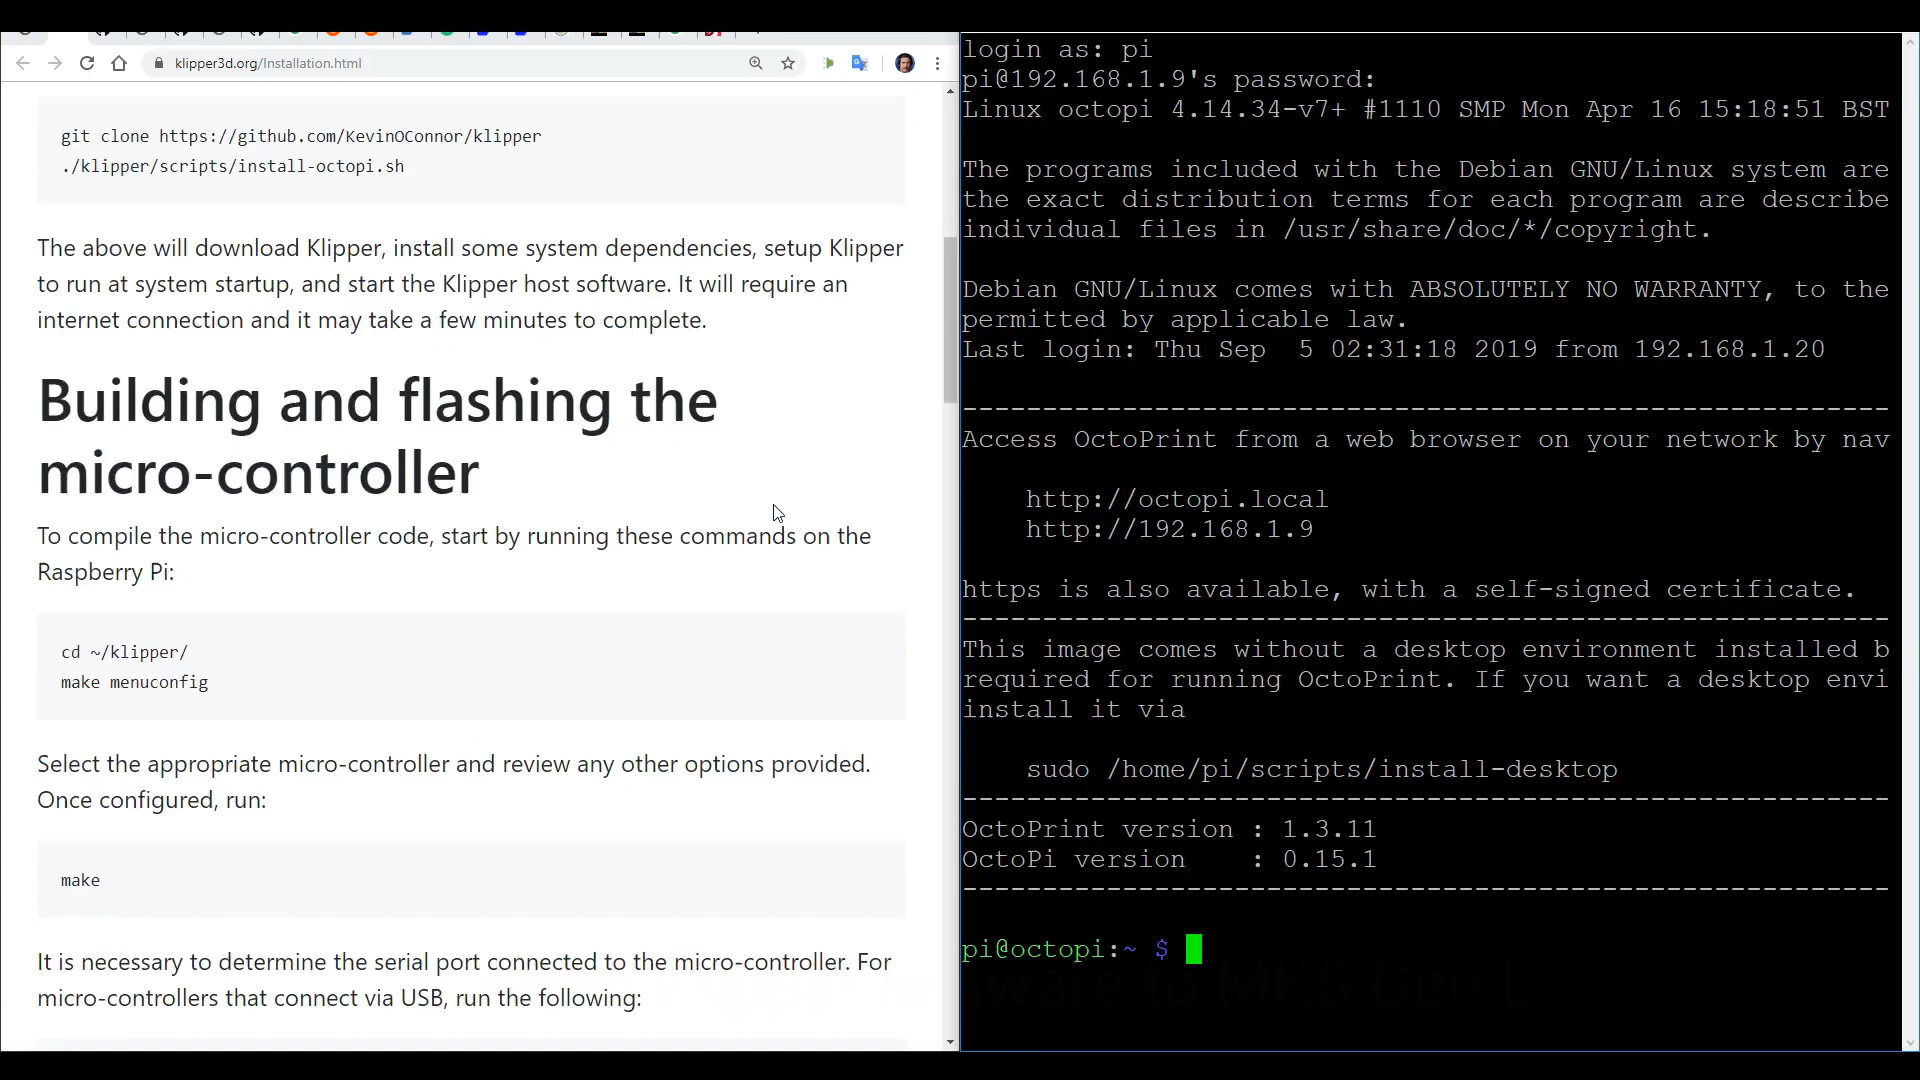 klipper3d.org/Installation.html
git clone https://github.com/KevinOConnor/klipper
./klipper/scripts/install-octopi.sh
The above will download Klipper, install some system dependencies, setup Klipper
to run at system startup, and start the Klipper host software. It will require an
internet connection and it may take a few minutes to complete.
Building and flashing the
micro-controller
To compile the micro-controller code, start by running these commands on the
Raspberry Pi:
cd ~/klipper/
make menuconfig
Select the appropriate micro-controller and review any other options provided.
Once configured, run:
make
It is necessary to determine the serial port connected to the micro-controller. For
micro-controllers that connect via USB, run the following:
login as: pi
pi@192.168.1.9's password:
Linux octopi 4.14.34-v7+ #1110 SMP Mon Apr 16 15:18:51 BST
The programs included with the Debian GNU/Linux system are
the exact distribution terms for each program are describe
individual files in /usr/share/doc/*/copyright.
Debian GNU/Linux comes with ABSOLUTELY NO WARRANTY, to the
permitted by applicable law.
Last login: Thu Sep  5 02:31:18 2019 from 192.168.1.20
----------------------------------------------------------
Access OctoPrint from a web browser on your network by nav
http://octopi.local
http://192.168.1.9
https is also available, with a self-signed certificate.
----------------------------------------------------------
This image comes without a desktop environment installed b
required for running OctoPrint. If you want a desktop envi
install it via
sudo /home/pi/scripts/install-desktop
----------------------------------------------------------
OctoPrint version : 1.3.11
OctoPi version    : 0.15.1
----------------------------------------------------------
pi@octopi:~ $
MKS Gen L